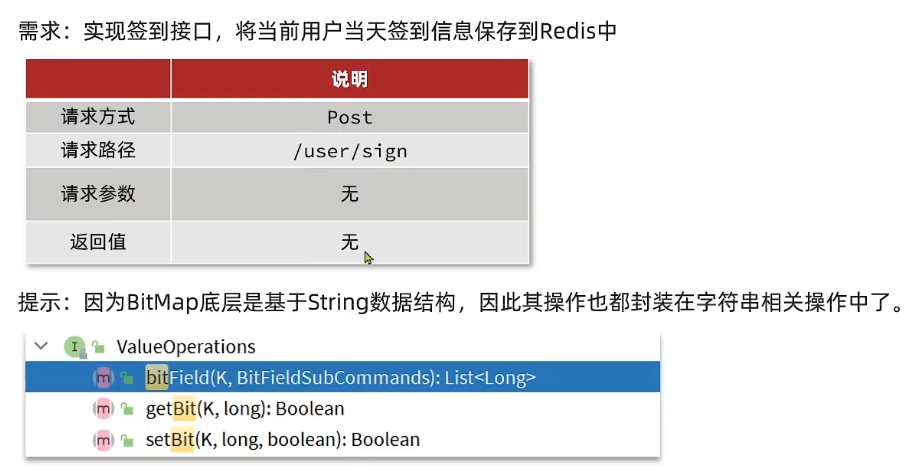 需求：实现签到接口，将当前用户当天签到信息保存到Redis中
说明
请求方式 Post
请求路径 /user/sign
请求参数 无
返回值 无
提示：因为BitMap底层是基于String数据结构，因此其操作也都封装在字符串相关操作中了。
I ValueOperations
m bitField(K, BitFieldSubCommands): List<Long>
m getBit(K, long): Boolean
m setBit(K, long, boolean): Boolean